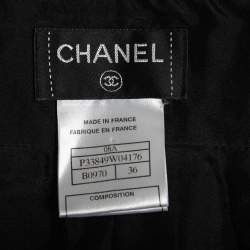 CHANEL
MADE IN FRANCE
FABRIQUE EN FRANCE
08A
P33849W04176
B0970 36
COMPOSITION